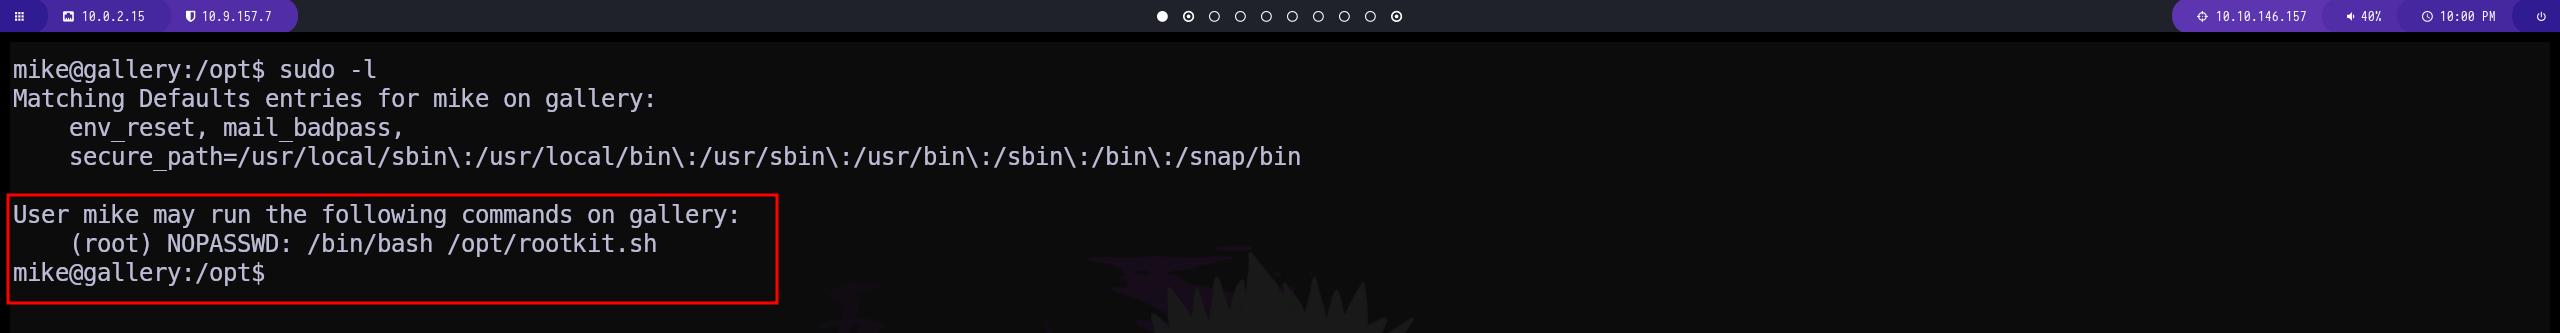 10.0.2.15 10.9.157.7 10.10.146.157 40% 10:00 PM
mike@gallery:/opt$ sudo -l
Matching Defaults entries for mike on gallery:
    env_reset, mail_badpass,
    secure_path=/usr/local/sbin\:/usr/local/bin\:/usr/sbin\:/usr/bin\:/sbin\:/bin\:/snap/bin
User mike may run the following commands on gallery:
    (root) NOPASSWD: /bin/bash /opt/rootkit.sh
mike@gallery:/opt$